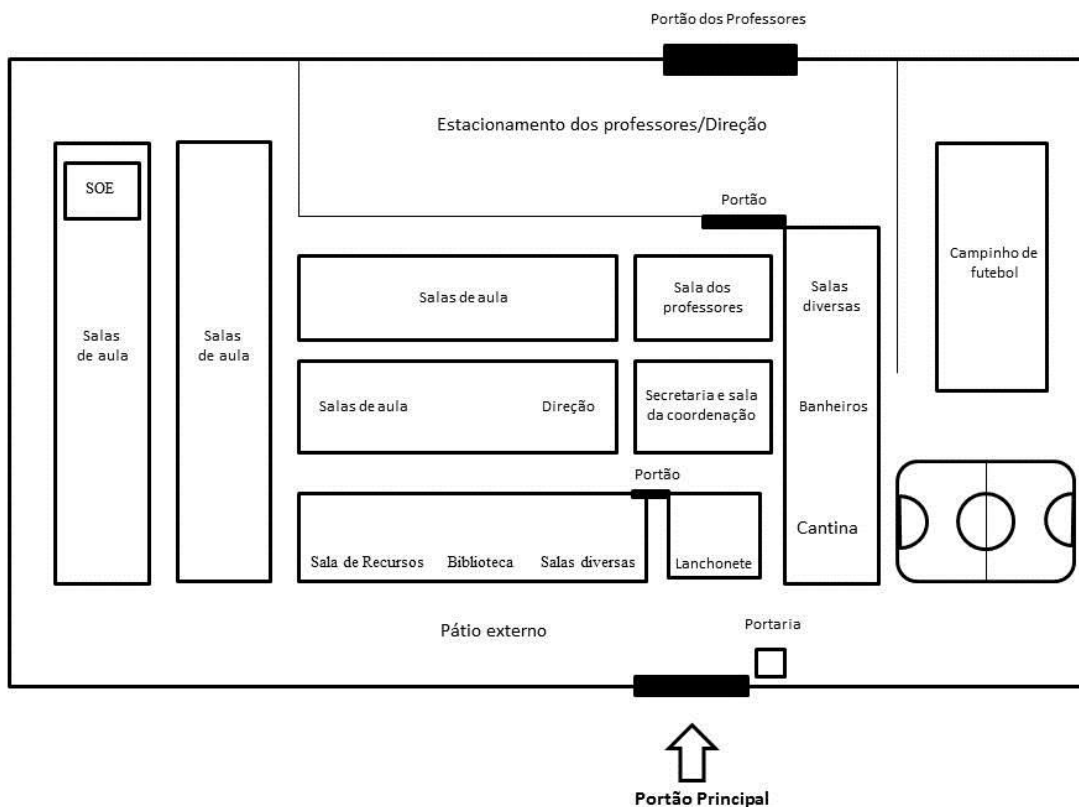 Portão dos Professores
Estacionamento dos professores/Direção
SOE
Portão
Campinho de
futebol
Salas de aula
Sala dos
professores
Salas
diversas
Salas
de aula
Salas
de aula
Salas de aula
Direção
Secretaria e sala
da coordenação
Banheiros
Portão
Cantina
Sala de Recursos
Biblioteca
Salas diversas
Lanchonete
Pátio externo
Portaria
Portão Principal